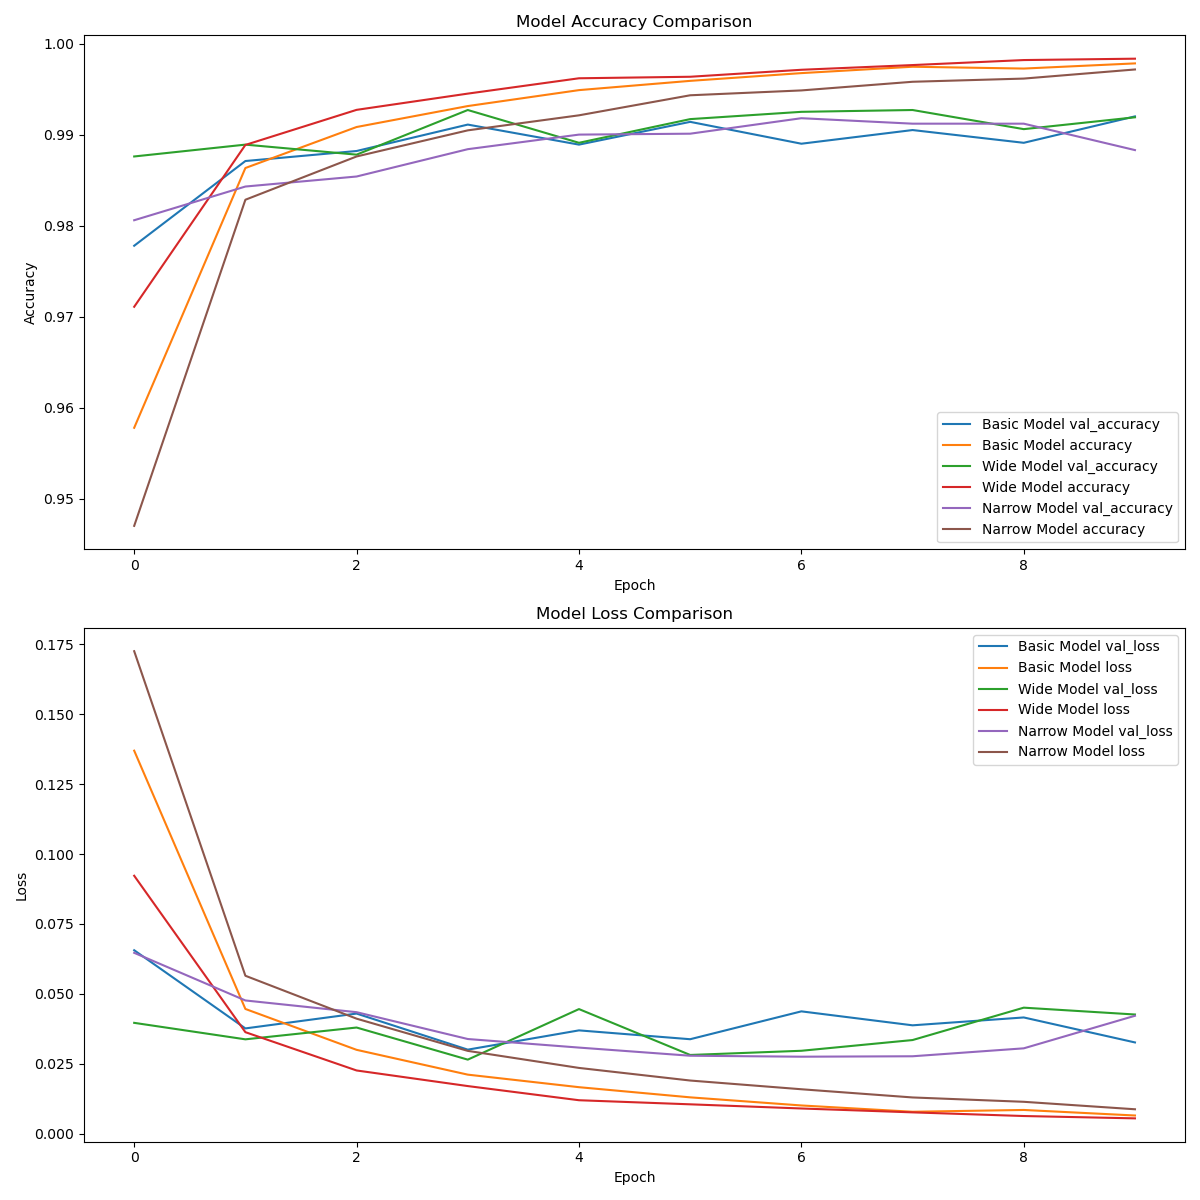 Model Accuracy Comparison
1.00
0.99
0.98
0.97
0.96
0.95
Accuracy
Basic Model val_accuracy
Basic Model accuracy
Wide Model val_accuracy
Wide Model accuracy
Narrow Model val_accuracy
Narrow Model accuracy
0 2 4 6 8
Epoch
Model Loss Comparison
0.175
0.150
0.125
0.100
0.075
0.050
0.025
0.000
Loss
Basic Model val_loss
Basic Model loss
Wide Model val_loss
Wide Model loss
Narrow Model val_loss
Narrow Model loss
0 2 4 6 8
Epoch